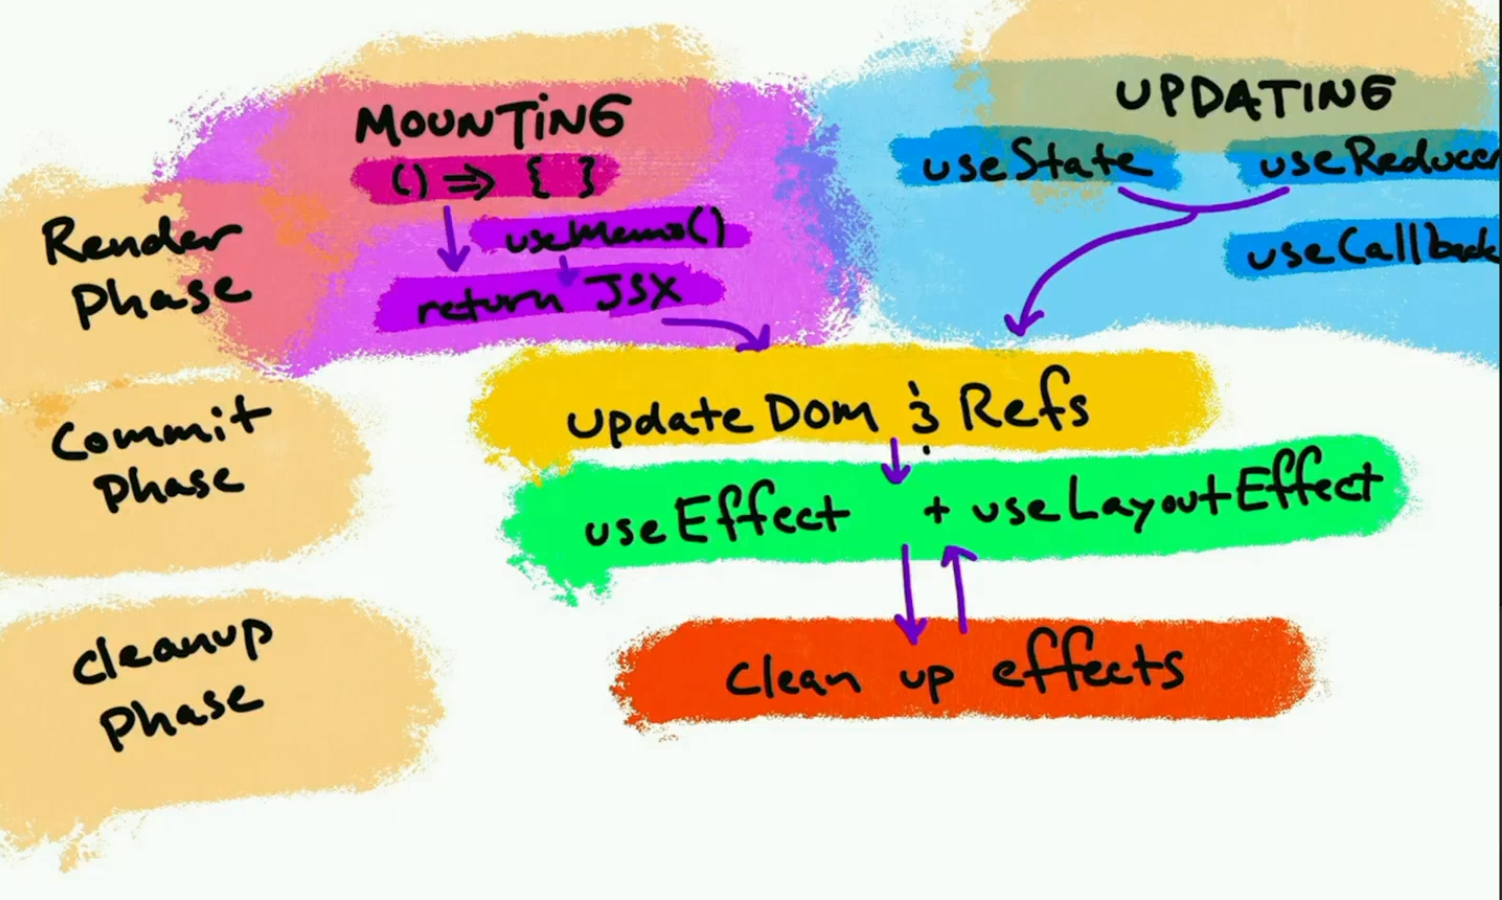 MOUNTING
() => { }
useMemo()
return JSX
UPDATING
useState
useReducer
useCallback
Render
Phase
Update Dom & Refs
Commit
Phase
useEffect + useLayoutEffect
Cleanup
Phase
Clean up effects